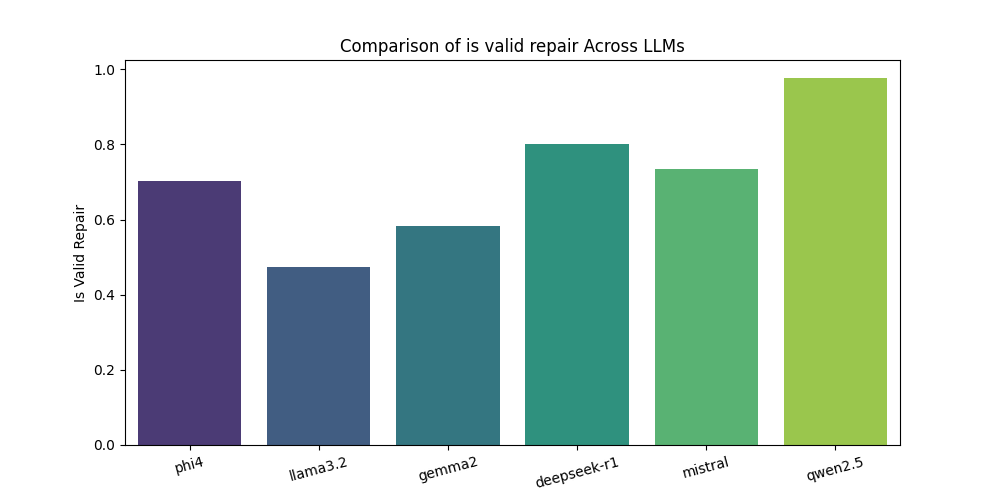 Comparison of is valid repair Across LLMs
Is Valid Repair
1.0
0.8
0.6
0.4
0.2
0.0
phi4
llama3.2
gemma2
deepseek-r1
mistral
qwen2.5